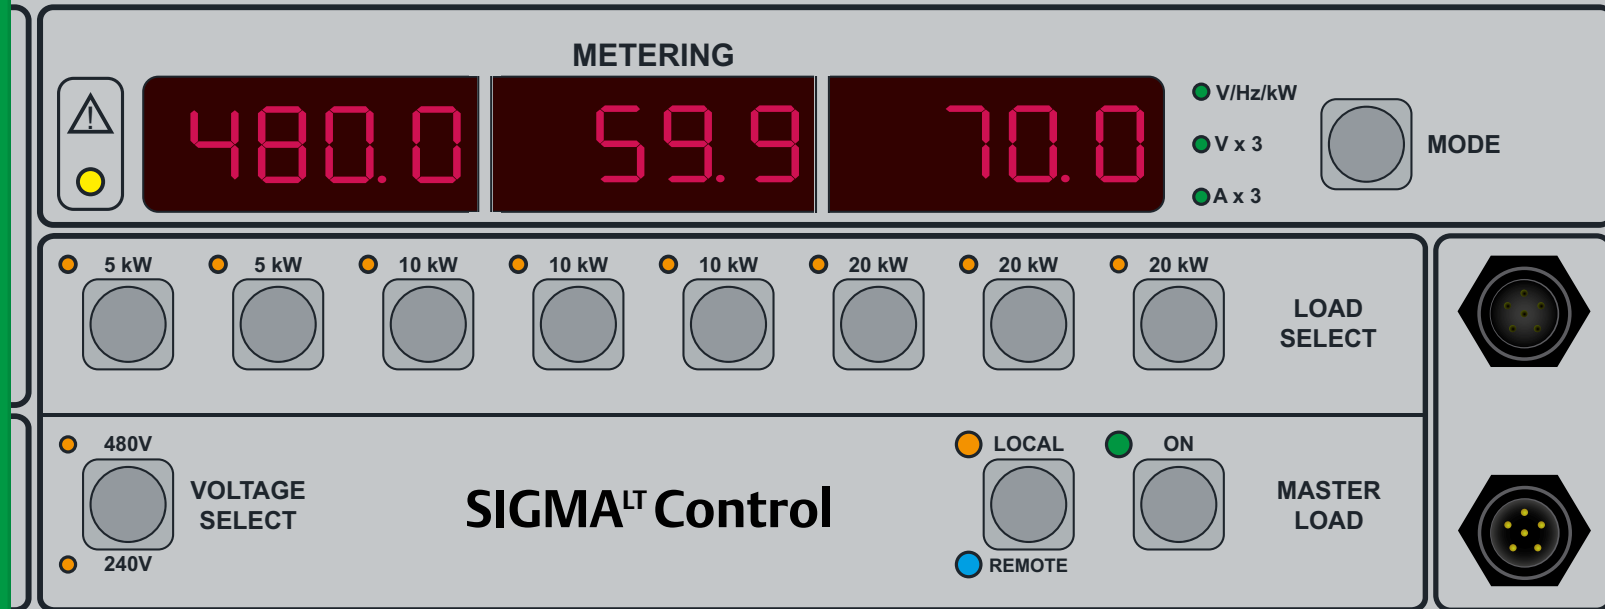 METERING
480.0 59.9 70.0
V/Hz/kW
V x 3
A x 3
MODE
5 kW 5 kW 10 kW 10 kW 10 kW 20 kW 20 kW 20 kW
LOAD
SELECT
480V
VOLTAGE
SELECT
240V
SIGMALT Control
LOCAL
REMOTE
ON
MASTER
LOAD